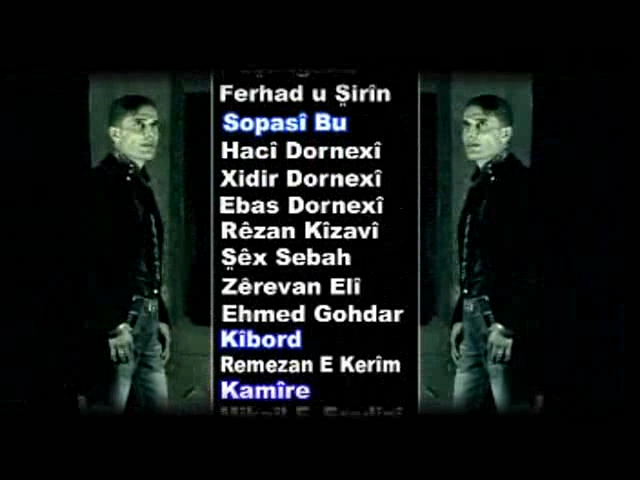 Ferhad u Şirîn
Sopasî Bu
Hacî Dornexî
Xidir Dornexî
Ebas Dornexî
Rêzan Kîzavî
Şêx Sebah
Zêrevan Elî
Ehmed Gohdar
Kîbord
Remezan E Kerîm
Kamîre